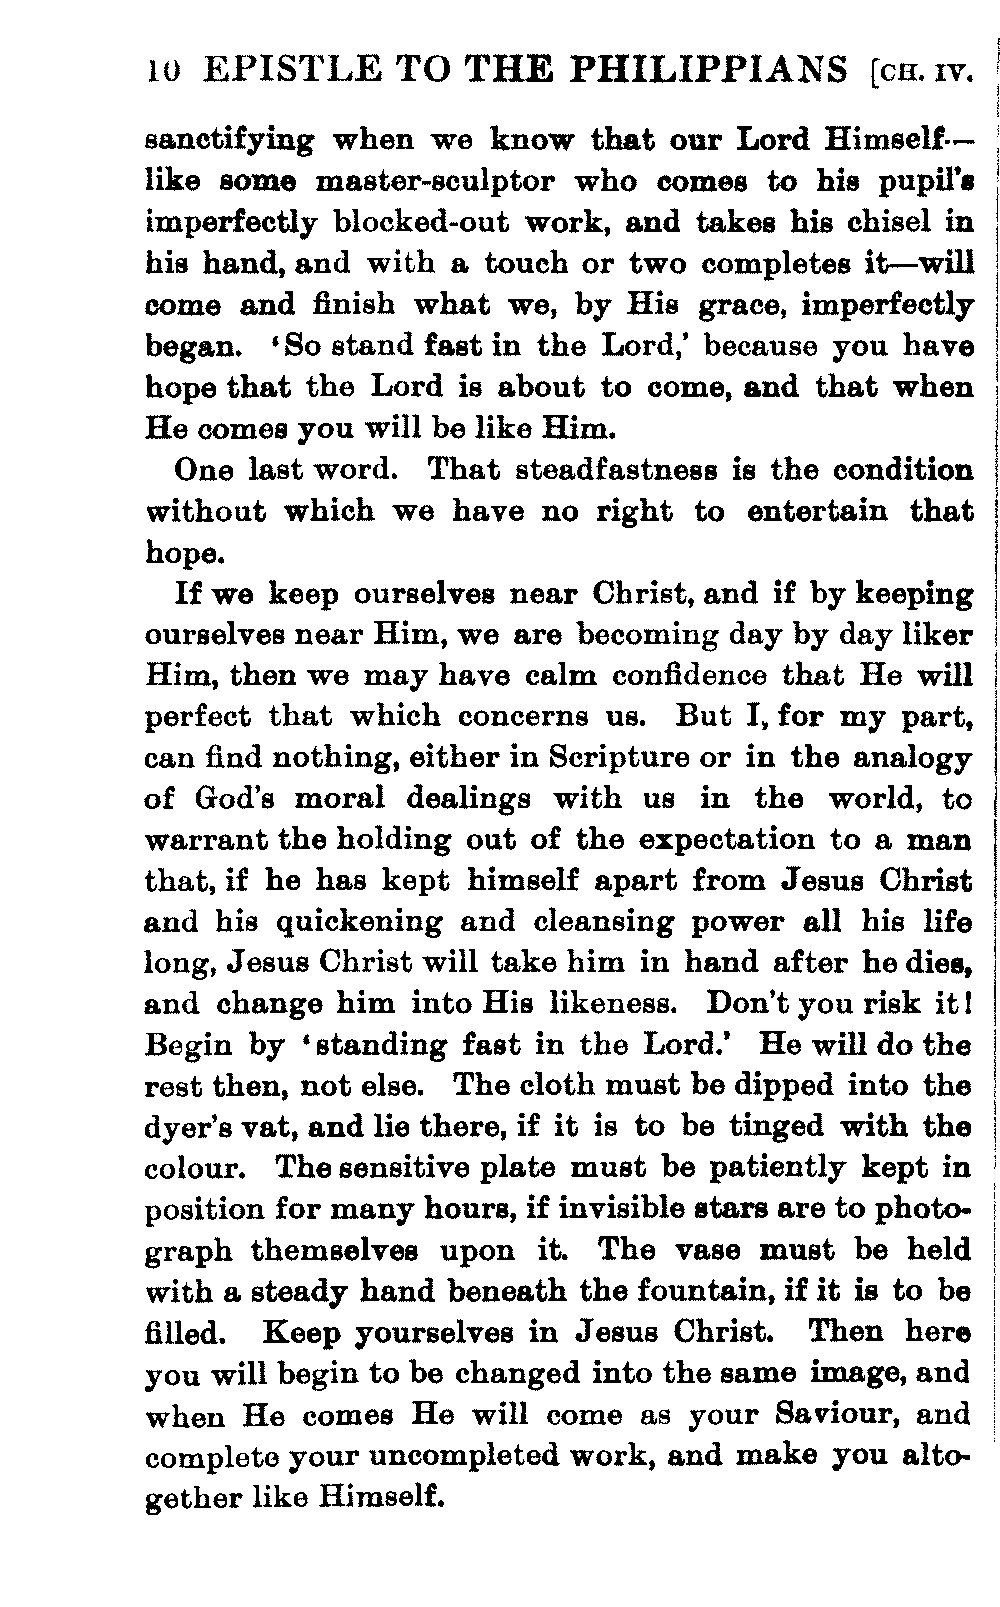 10 EPISTLE TO THE PHILIPPIANS [CH. IV.
sanctifying when we know that our Lord Himself—
like some master-sculptor who comes to his pupil's
imperfectly blocked-out work, and takes his chisel in
his hand, and with a touch or two completes it—will
come and finish what we, by His grace, imperfectly
began. 'So stand fast in the Lord,' because you have
hope that the Lord is about to come, and that when
He comes you will be like Him.
One last word. That steadfastness is the condition
without which we have no right to entertain that
hope.
If we keep ourselves near Christ, and if by keeping
ourselves near Him, we are becoming day by day liker
Him, then we may have calm confidence that He will
perfect that which concerns us. But I, for my part,
can find nothing, either in Scripture or in the analogy
of God's moral dealings with us in the world, to
warrant the holding out of the expectation to a man
that, if he has kept himself apart from Jesus Christ
and his quickening and cleansing power all his life
long, Jesus Christ will take him in hand after he dies,
and change him into His likeness. Don't you risk it!
Begin by 'standing fast in the Lord.' He will do the
rest then, not else. The cloth must be dipped into the
dyer's vat, and lie there, if it is to be tinged with the
colour. The sensitive plate must be patiently kept in
position for many hours, if invisible stars are to photo-
graph themselves upon it. The vase must be held
with a steady hand beneath the fountain, if it is to be
filled. Keep yourselves in Jesus Christ. Then here
you will begin to be changed into the same image, and
when He comes He will come as your Saviour, and
complete your uncompleted work, and make you alto-
gether like Himself.